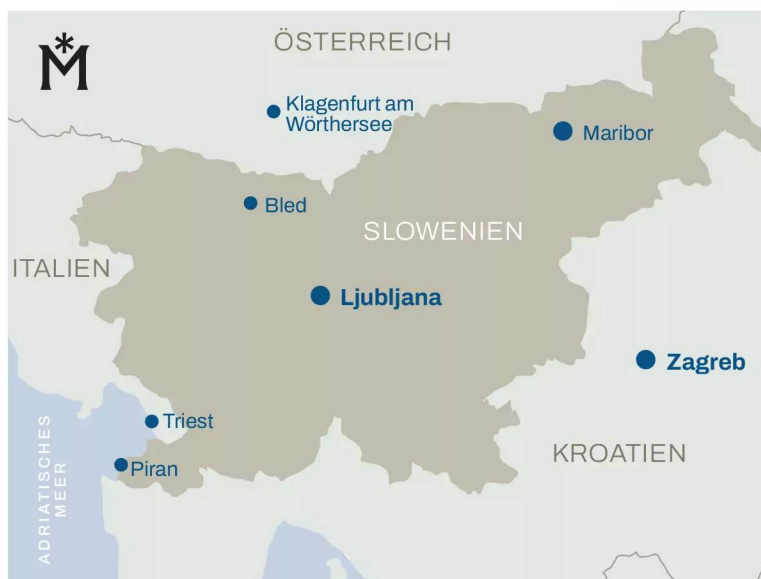 M
ÖSTERREICH
Klagenfurt am
Wörthersee
Maribor
Bled
SLOWENIEN
ITALIEN
Ljubljana
Zagreb
Triest
KROATIEN
Piran
ADRIATISCHES
MEER